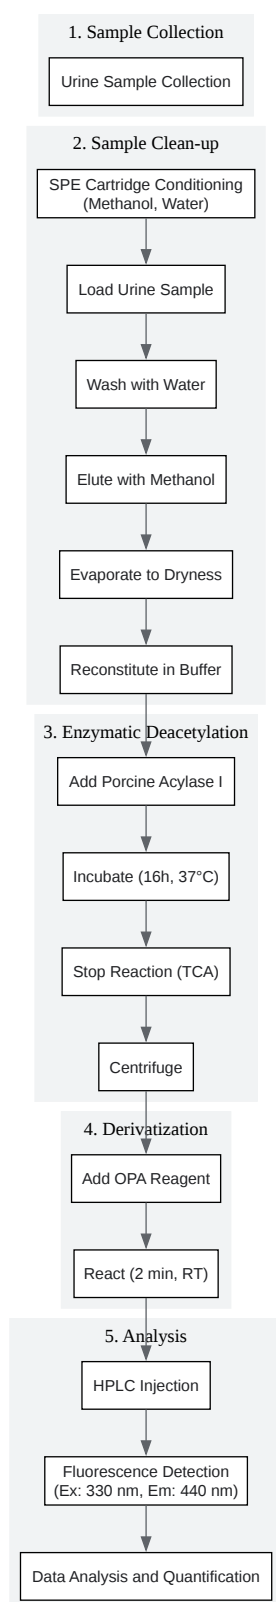 1. Sample Collection
Urine Sample Collection
2. Sample Clean-up
SPE Cartridge Conditioning
(Methanol, Water)
Load Urine Sample
Wash with Water
Elute with Methanol
Evaporate to Dryness
Reconstitute in Buffer
3. Enzymatic Deacetylation
Add Porcine Acylase I
Incubate (16h, 37°C)
Stop Reaction (TCA)
Centrifuge
4. Derivatization
Add OPA Reagent
React (2 min, RT)
5. Analysis
HPLC Injection
Fluorescence Detection
(Ex: 330 nm, Em: 440 nm)
Data Analysis and Quantification